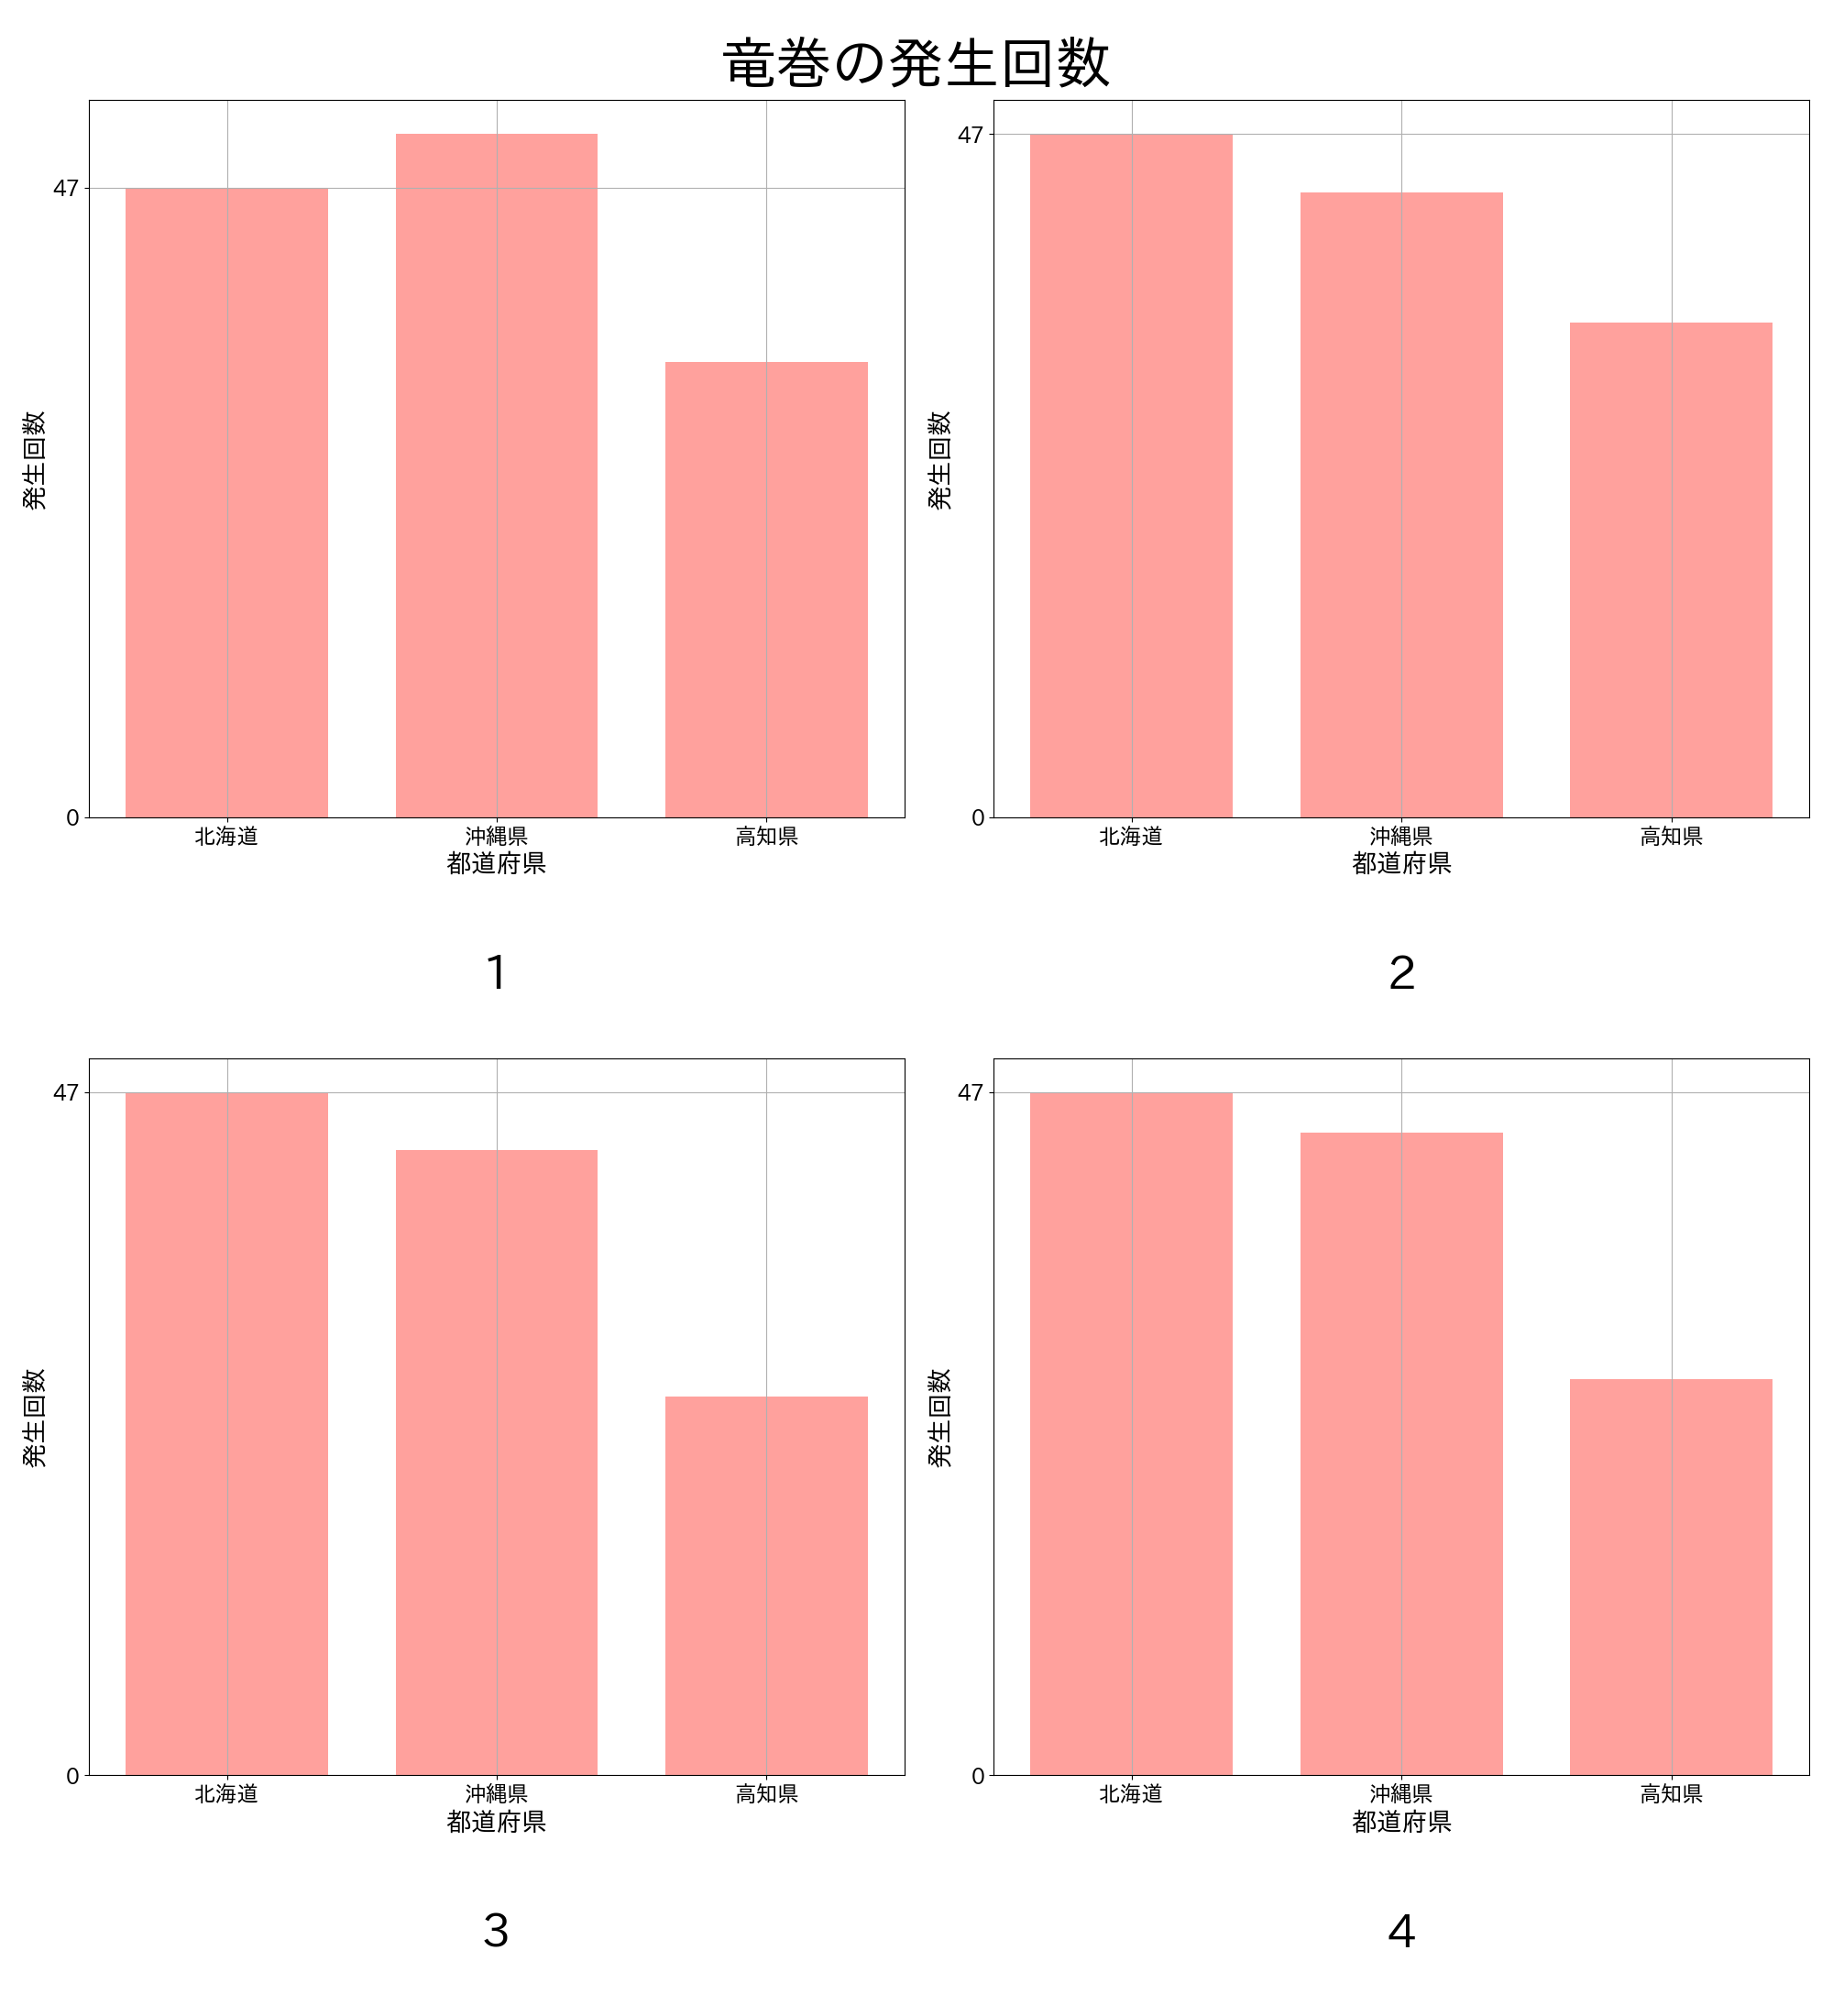 竜巻の発生回数
47
0
発生回数
北海道 沖縄県 高知県
都道府県
1
47
0
発生回数
北海道 沖縄県 高知県
都道府県
2
47
0
発生回数
北海道 沖縄県 高知県
都道府県
3
47
0
発生回数
北海道 沖縄県 高知県
都道府県
4